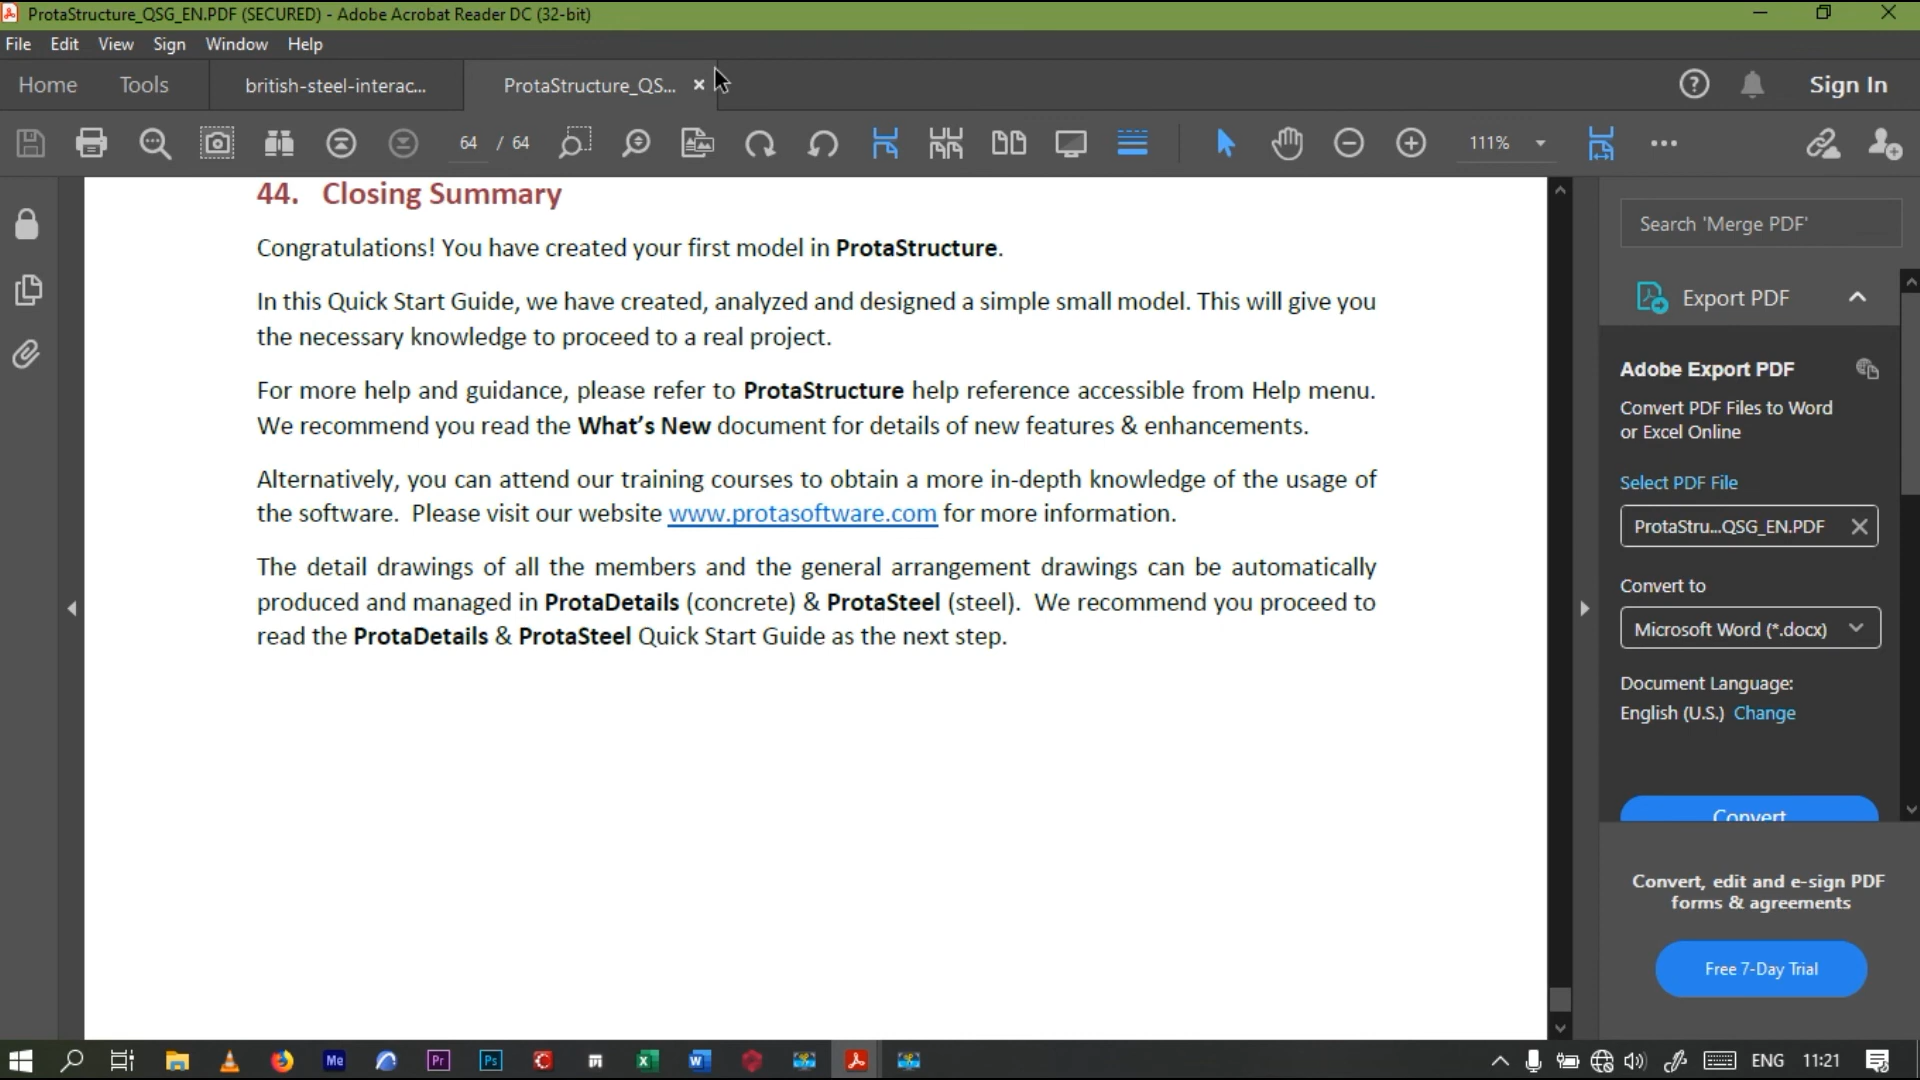 ProtaStructure_QSG_EN.PDF (SECURED) - Adobe Acrobat Reader DC (32-bit)
File Edit View Sign Window Help
Home Tools british-steel-interac... ProtaStructure_QS... Sign In
64 / 64 111%
44. Closing Summary
Congratulations! You have created your first model in ProtaStructure.
In this Quick Start Guide, we have created, analyzed and designed a simple small model. This will give you
the necessary knowledge to proceed to a real project.
For more help and guidance, please refer to ProtaStructure help reference accessible from Help menu.
We recommend you read the What’s New document for details of new features & enhancements.
Alternatively, you can attend our training courses to obtain a more in-depth knowledge of the usage of
the software. Please visit our website www.protasoftware.com for more information.
The detail drawings of all the members and the general arrangement drawings can be automatically
produced and managed in ProtaDetails (concrete) & ProtaSteel (steel). We recommend you proceed to
read the ProtaDetails & ProtaSteel Quick Start Guide as the next step.
Search 'Merge PDF'
Export PDF
Adobe Export PDF
Convert PDF Files to Word
or Excel Online
Select PDF File
ProtaStru...QSG_EN.PDF
Convert to
Microsoft Word (*.docx)
Document Language:
English (U.S.) Change
Convert
Convert, edit and e-sign PDF
forms & agreements
Free 7-Day Trial
Me Pr Ps ENG 11:21